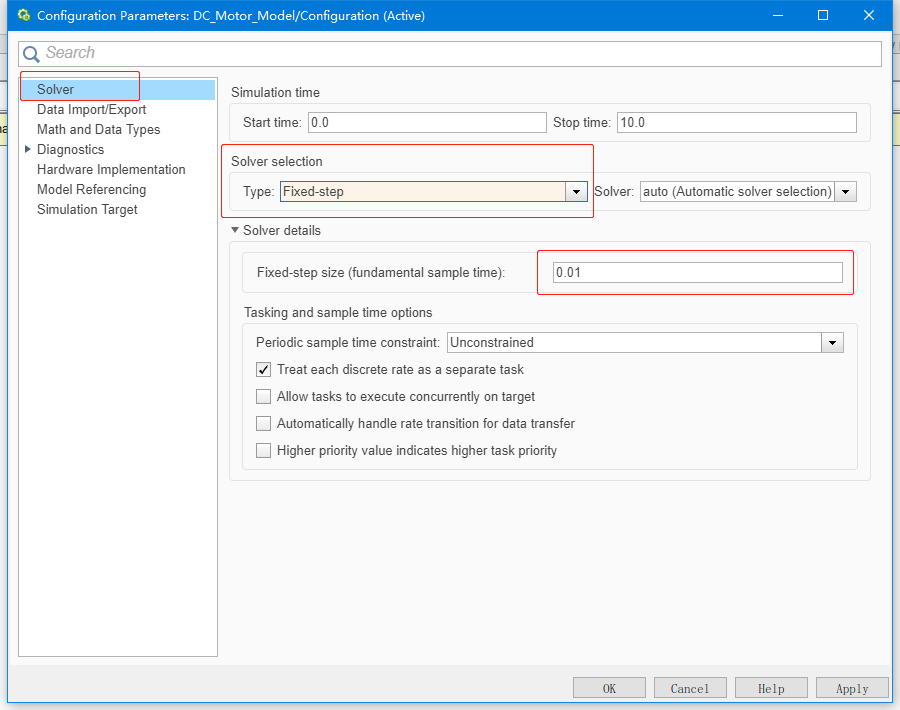 Configuration Parameters: DC_Motor_Model/Configuration (Active)
Search
Solver
Data Import/Export
Math and Data Types
Diagnostics
Hardware Implementation
Model Referencing
Simulation Target
Simulation time
Start time: 0.0 Stop time: 10.0
Solver selection
Type: Fixed-step Solver: auto (Automatic solver selection)
Solver details
Fixed-step size (fundamental sample time): 0.01
Tasking and sample time options
Periodic sample time constraint: Unconstrained
Treat each discrete rate as a separate task
Allow tasks to execute concurrently on target
Automatically handle rate transition for data transfer
Higher priority value indicates higher task priority
OK Cancel Help Apply